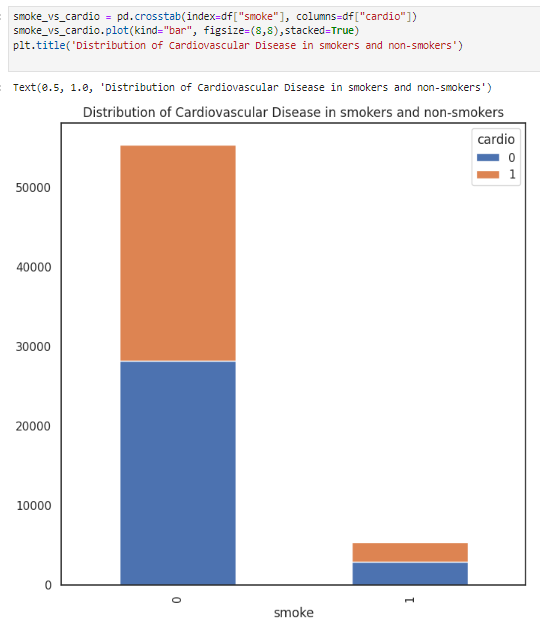 smoke_vs_cardio = pd.crosstab(index=df["smoke"], columns=df["cardio"])
smoke_vs_cardio.plot(kind="bar", figsize=(8,8),stacked=True)
plt.title('Distribution of Cardiovascular Disease in smokers and non-smokers')
Text(0.5, 1.0, 'Distribution of Cardiovascular Disease in smokers and non-smokers')
Distribution of Cardiovascular Disease in smokers and non-smokers
cardio
0
1
50000
40000
30000
20000
10000
0
0
1
smoke